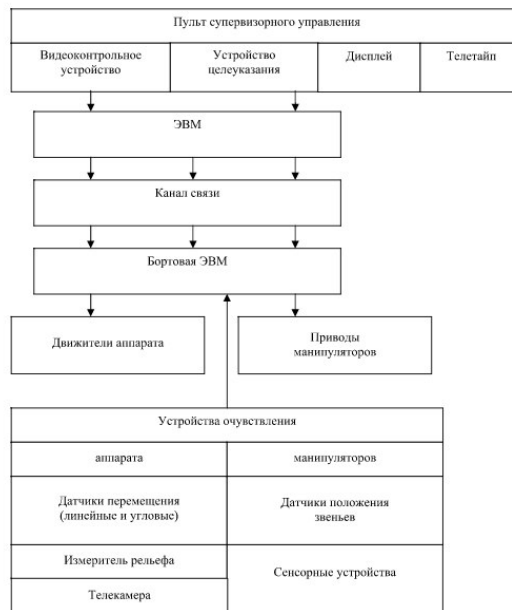 Пульт супервизорного управления
Видеоконтрольное
устройство
Устройство
целеуказания
Дисплей
Телетайп
ЭВМ
Канал связи
Бортовая ЭВМ
Движители аппарата
Приводы
манипуляторов
Устройства очувствления
аппарата
манипуляторов
Датчики перемещения
(линейные и угловые)
Датчики положения
звеньев
Измеритель рельефа
Сенсорные устройства
Телекамера